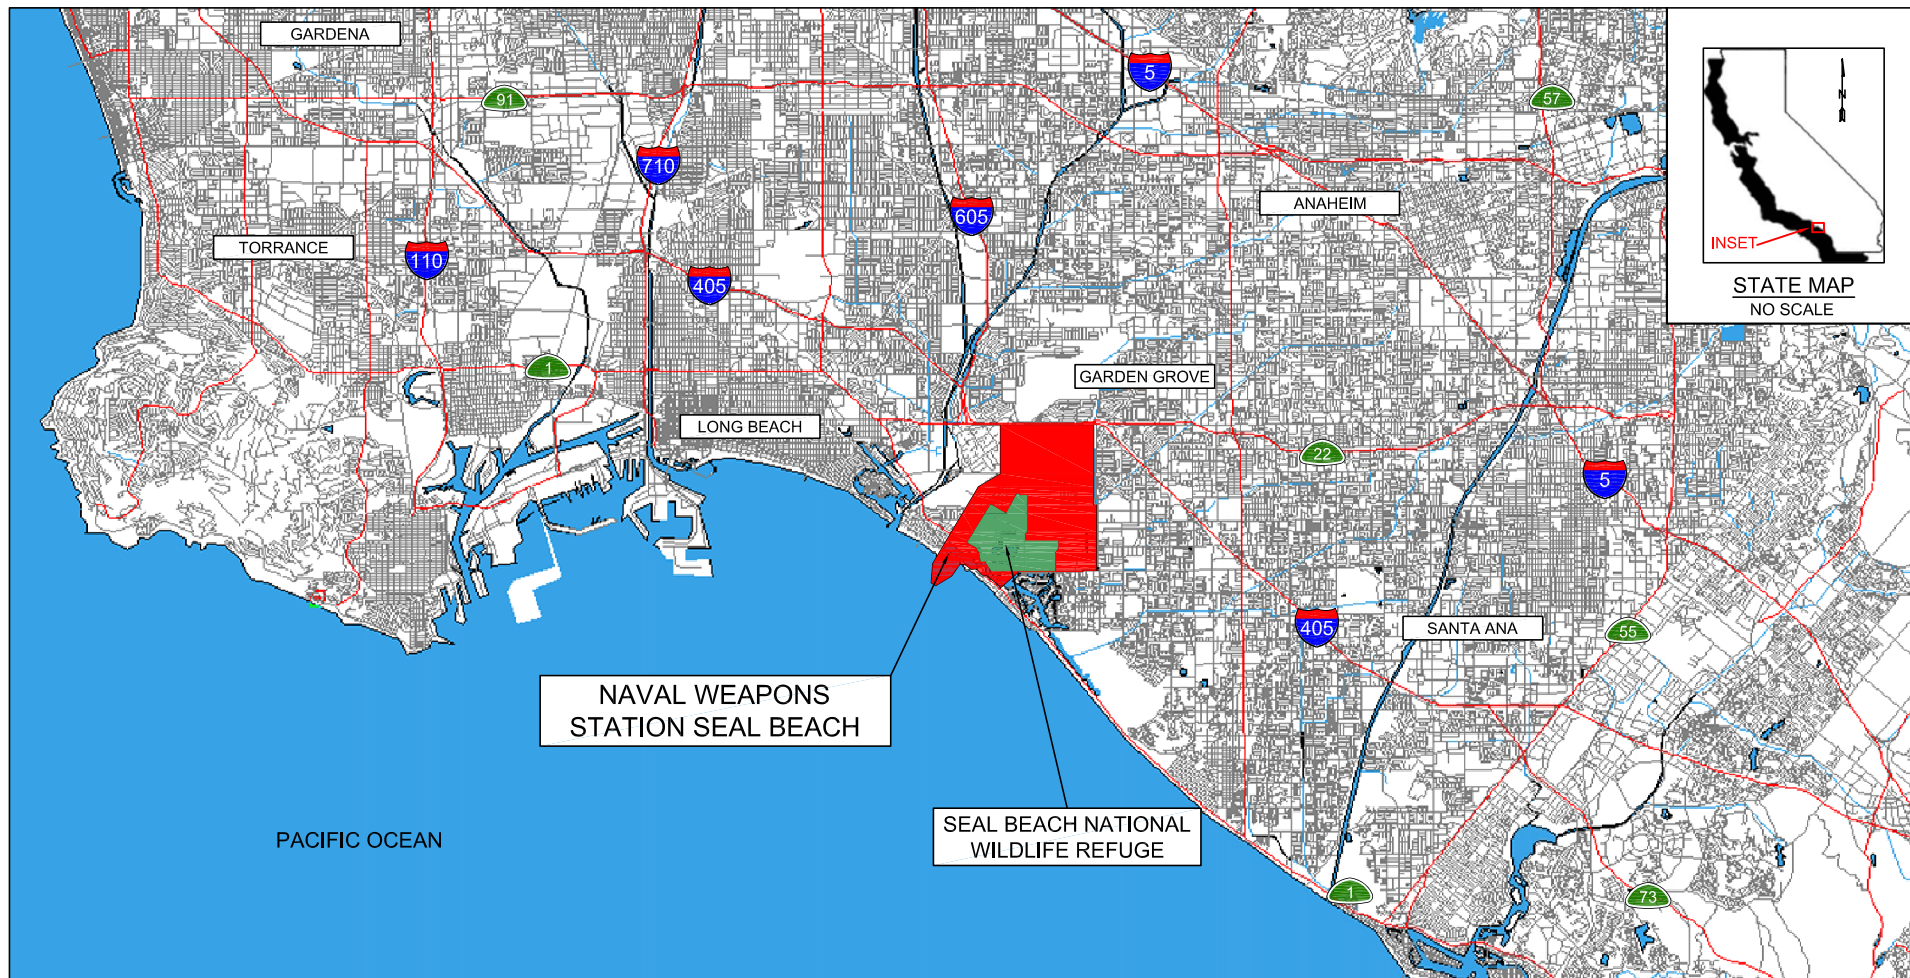 GARDENA
5
91
57
N
710
605
ANAHEIM
TORRANCE
110
405
INSET
STATE MAP
NO SCALE
1
GARDEN GROVE
LONG BEACH
22
5
405
SANTA ANA
55
NAVAL WEAPONS
STATION SEAL BEACH
SEAL BEACH NATIONAL
WILDLIFE REFUGE
PACIFIC OCEAN
1
73